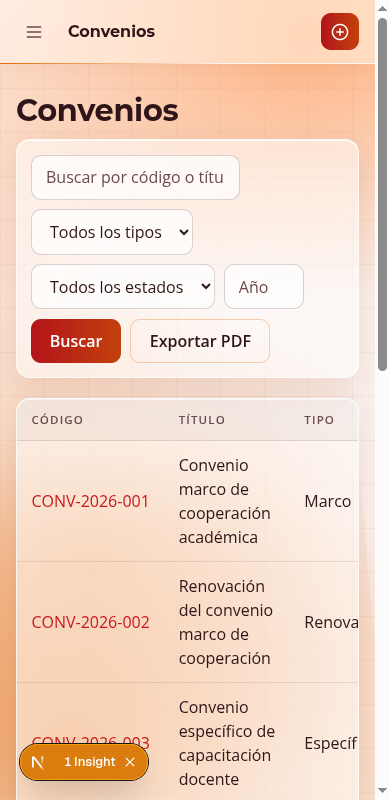 Convenios
Convenios
Buscar por código o títu
Todos los tipos
Todos los estados
Año
Buscar
Exportar PDF
CÓDIGO TÍTULO TIPO
CONV-2026-001
Convenio
marco de
cooperación
académica
Marco
CONV-2026-002
Renovación
del convenio
marco de
cooperación
Renova
CONV-2026-003
Convenio
específico de
capacitación
docente
Específ
N 1 Insight